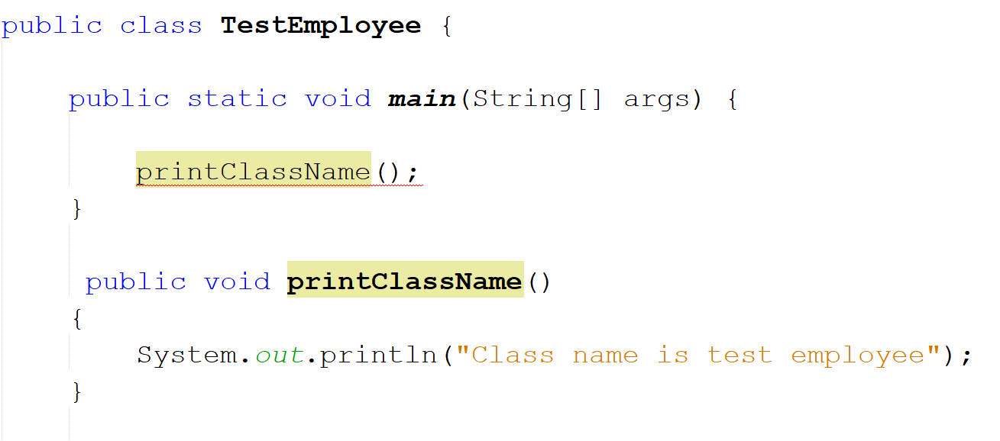 public class TestEmployee {
public static void main(String[] args) {
printClassName();
}
public void printClassName()
{
System.out.println("Class name is test employee");
}